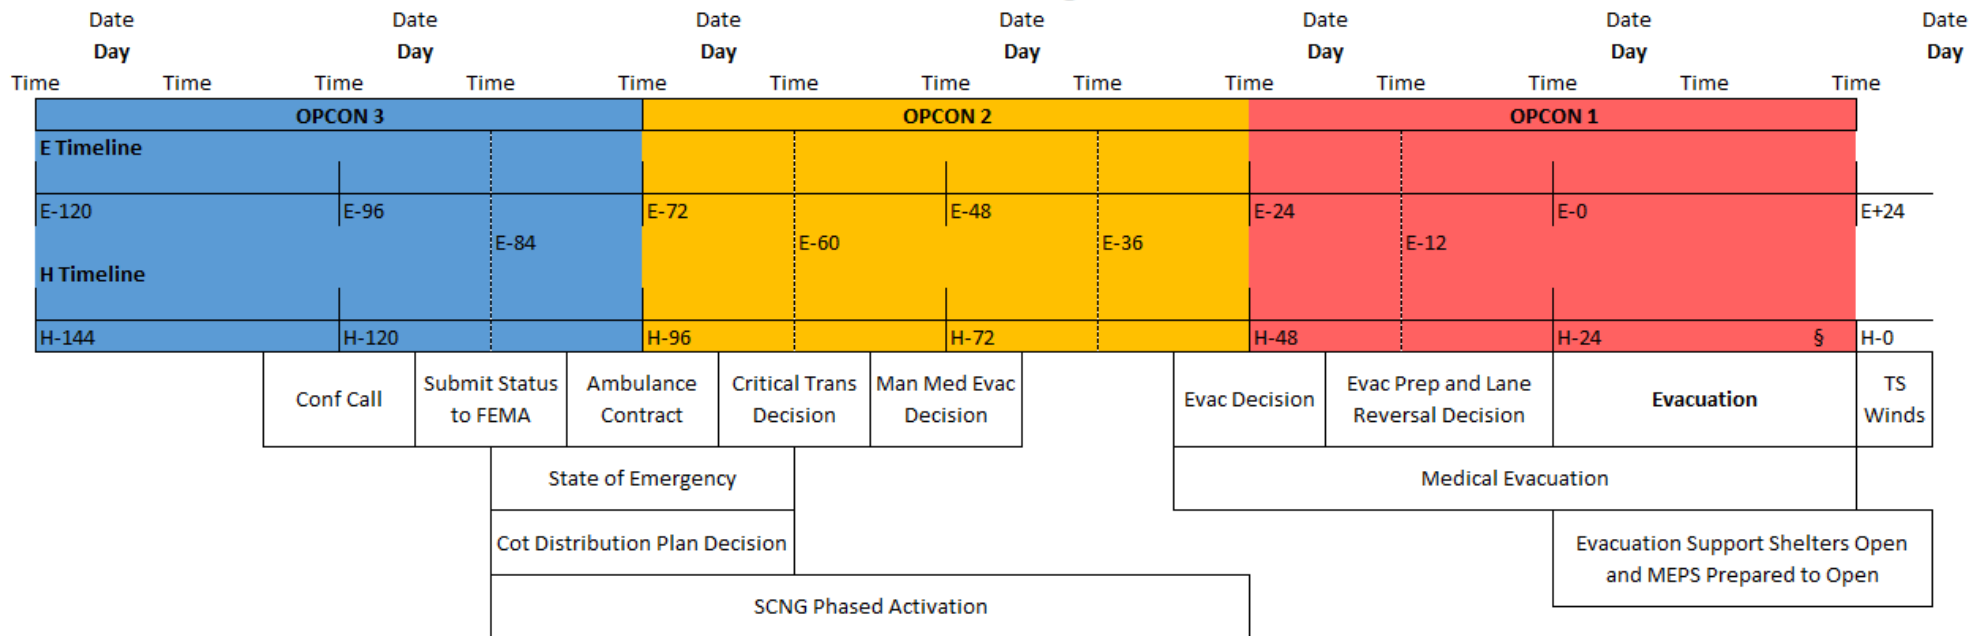 Date Date Date Date Date Date Date
Day Day Day Day Day Day Day
Time Time Time Time Time Time Time Time Time Time Time Time Time
OPCON 3 OPCON 2 OPCON 1
E Timeline
E-120 E-96 E-72 E-48 E-24 E-0 E+24
E-84 E-60 E-36 E-12
H Timeline
H-144 H-120 H-96 H-72 H-48 H-24 § H-0
Conf Call
Submit Status
to FEMA
Ambulance
Contract
Critical Trans
Decision
Man Med Evac
Decision
Evac Decision
Evac Prep and Lane
Reversal Decision
Evacuation
TS
Winds
State of Emergency
Medical Evacuation
Cot Distribution Plan Decision
Evacuation Support Shelters Open
and MEPS Prepared to Open
SCNG Phased Activation